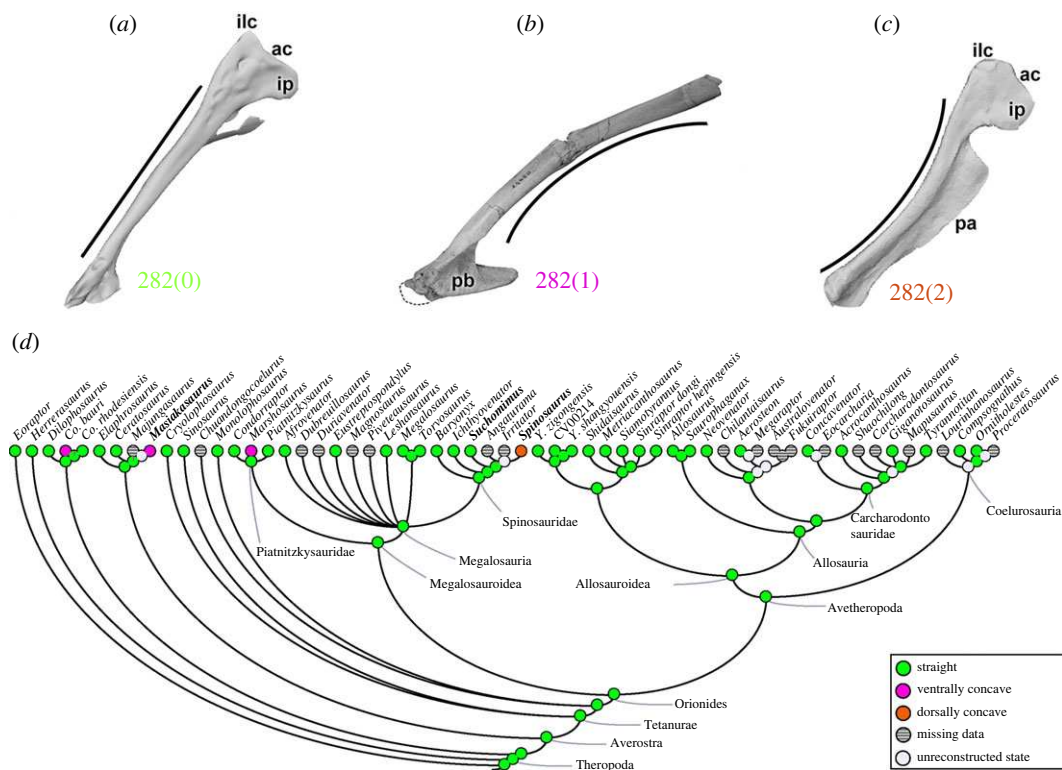 (a)
ilc
ac
ip
282(0)
(b)
pb
282(1)
(c)
ilc
ac
ip
pa
282(2)
(d)
Eoraptor
Herrerasaurus
Dilophosaurus
Co. bauri
Co. rhodesiensis
Elaphrosaurus
Ceratosaurus
Majungasaurus
Masiakasaurus
Cryolophosaurus
Sinosaurus
Chuandongocoelurus
Monolophosaurus
Condorraptor
Marshosaurus
Piatnitzkysaurus
Afrovenator
Dubreuillosaurus
Duriavenator
Eustreptospondylus
Magnosaurus
Piveteausaurus
Leshansaurus
Megalosaurus
Torvosaurus
Baryonyx
Ichthyovenator
Suchomimus
Angaturama
Irritator
Spinosaurus
Y. zigongensis
CV00214
Y. shangyouensis
Shidaisaurus
Metriacanthosaurus
Siamotyrannus
Sinraptor dongi
Sinraptor hepingensis
Allosaurus
Saurophaganax
Neovenator
Chilantaisaurus
Aerosteon
Megaraptor
Australovenator
Fukuiraptor
Concavenator
Eocarcharia
Acrocanthosaurus
Shaochilong
Carcharodontosaurus
Giganotosaurus
Mapusaurus
Tyrannotitan
Lourinhanosaurus
Compsognathus
Ornitholestes
Proceratosaurus
Spinosauridae
Coelurosauria
Piatnitzkysauridae
Carcharodonto
sauridae
Megalosauria
Allosauria
Megalosauroidea
Allosauroidea
Avetheropoda
Orionides
Tetanurae
Averostra
Theropoda
straight
ventrally concave
dorsally concave
missing data
unreconstructed state